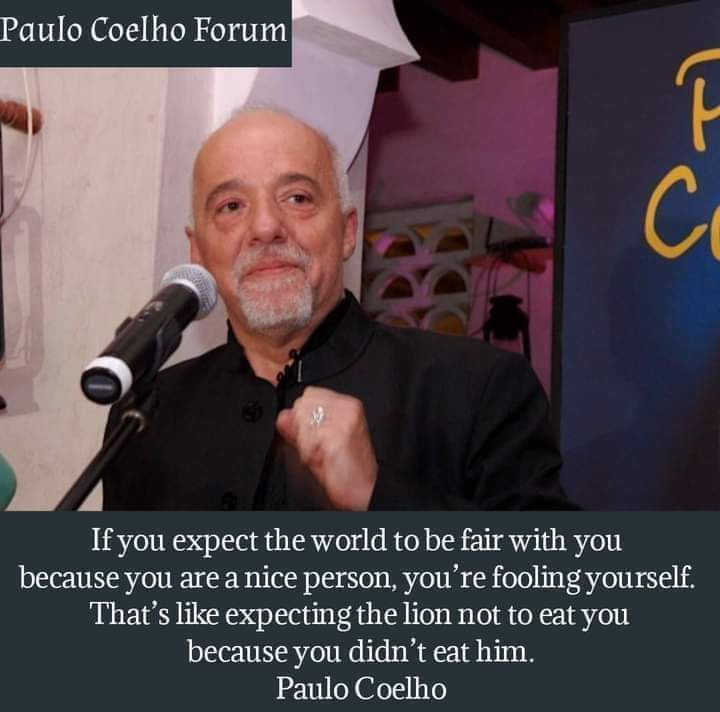 Paulo Coelho Forum
P
Co
If you expect the world to be fair with you
because you are a nice person, you're fooling yourself.
That's like expecting the lion not to eat you
because you didn't eat him.
Paulo Coelho